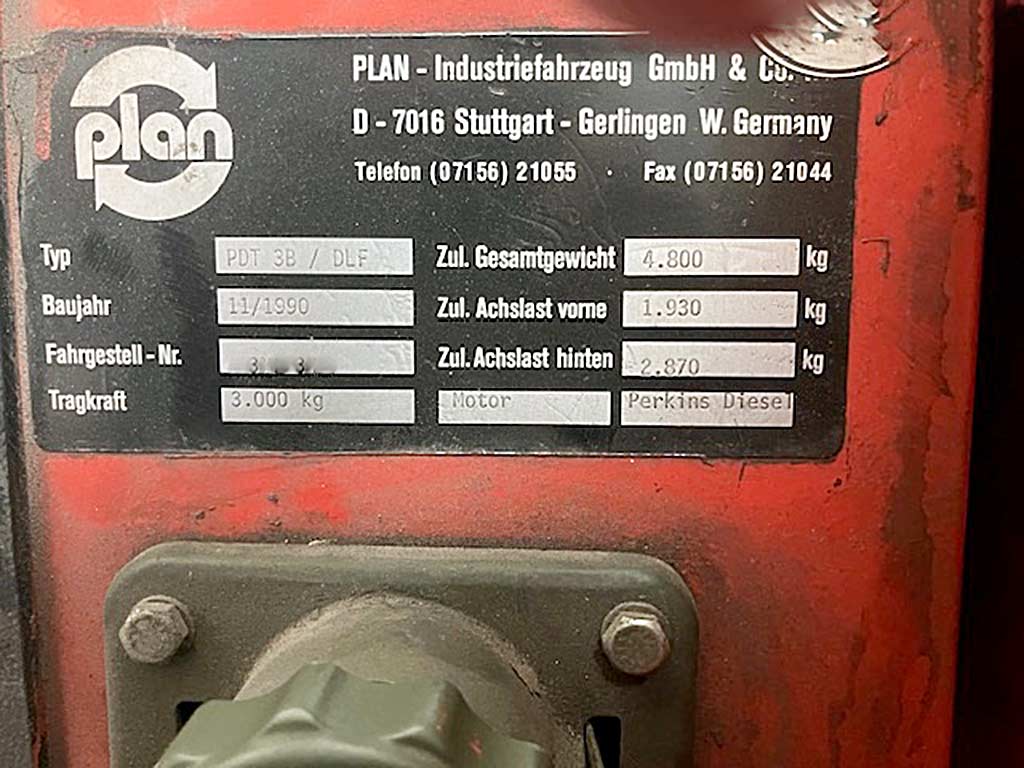 plan
PLAN - Industriefahrzeug GmbH & Co.
D - 7016 Stuttgart - Gerlingen W. Germany
Telefon (07156) 21055 · Fax (07156) 21044
Typ PDT 3B / DLF Zul. Gesamtgewicht 4.800 kg
Baujahr 11/1990 Zul. Achslast vorne 1.930 kg
Fahrgestell - Nr. Zul. Achslast hinten 2.870 kg
Tragkraft 3.000 kg Motor Perkins Diesel